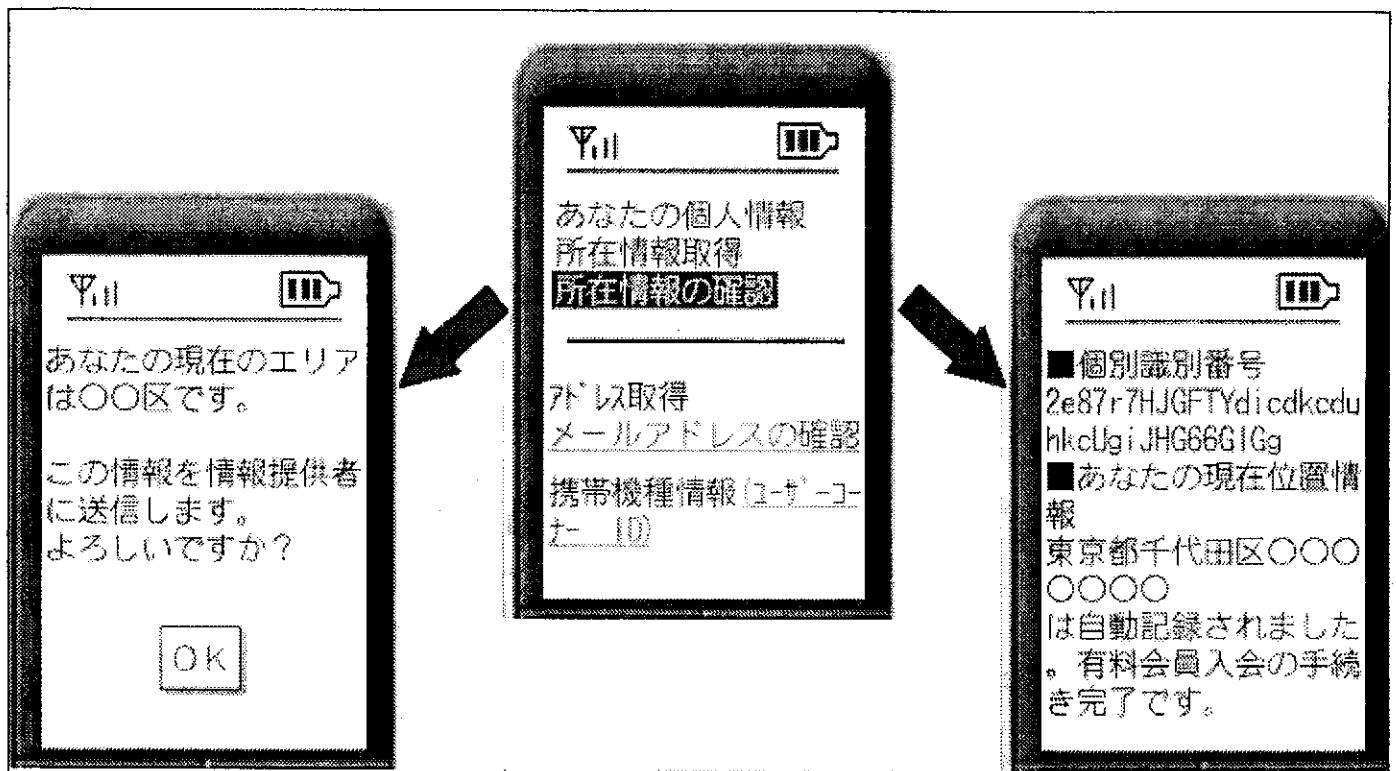 あなたの現在のエリア
は〇〇区です。
この情報を情報提供者
に送信します。
よろしいですか？
OK
あなたの個人情報
所在情報取得
所在情報の確認
ｱﾄﾞﾚｽ取得
メールアドレスの確認
携帯機種情報(ﾕｰｻﾞｰｺｰ
ﾅｰ ID)
■個別識別番号
2e87r7HJGFTYdicdkcdu
hkcUgiJHG66GIGg
■あなたの現在位置情
報
東京都千代田区〇〇〇
〇〇〇〇
は自動記録されました
。有料会員入会の手続
き完了です。